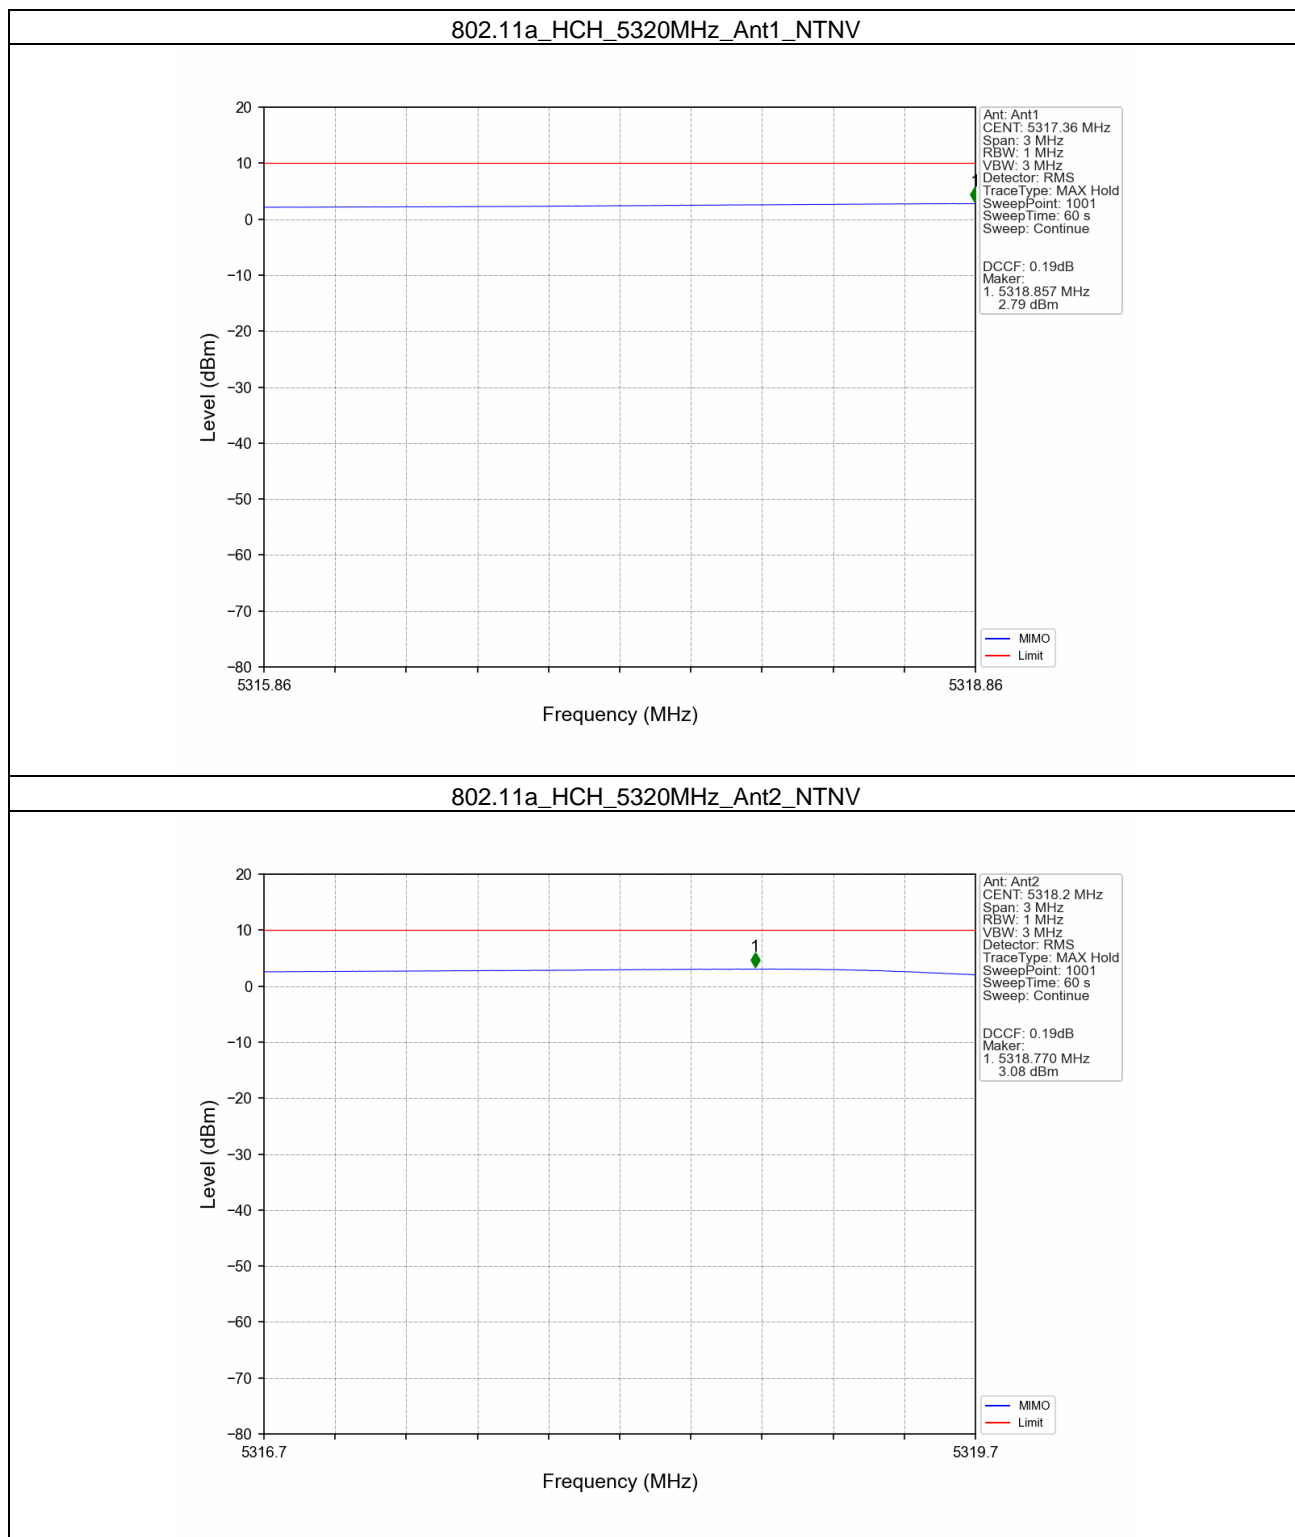 802.11a_HCH_5320MHz_Ant1_NTNV
20
10
0
−10
−20
−30
−40
−50
−60
−70
−80
Level (dBm)
1
5315.86
5318.86
Frequency (MHz)
Ant: Ant1
CENT: 5317.36 MHz
Span: 3 MHz
RBW: 1 MHz
VBW: 3 MHz
Detector: RMS
TraceType: MAX Hold
SweepPoint: 1001
SweepTime: 60 s
Sweep: Continue
DCCF: 0.19dB
Maker:
1. 5318.857 MHz
2.79 dBm
MIMO
Limit
802.11a_HCH_5320MHz_Ant2_NTNV
20
10
0
−10
−20
−30
−40
−50
−60
−70
−80
Level (dBm)
1
5316.7
5319.7
Frequency (MHz)
Ant: Ant2
CENT: 5318.2 MHz
Span: 3 MHz
RBW: 1 MHz
VBW: 3 MHz
Detector: RMS
TraceType: MAX Hold
SweepPoint: 1001
SweepTime: 60 s
Sweep: Continue
DCCF: 0.19dB
Maker:
1. 5318.770 MHz
3.08 dBm
MIMO
Limit